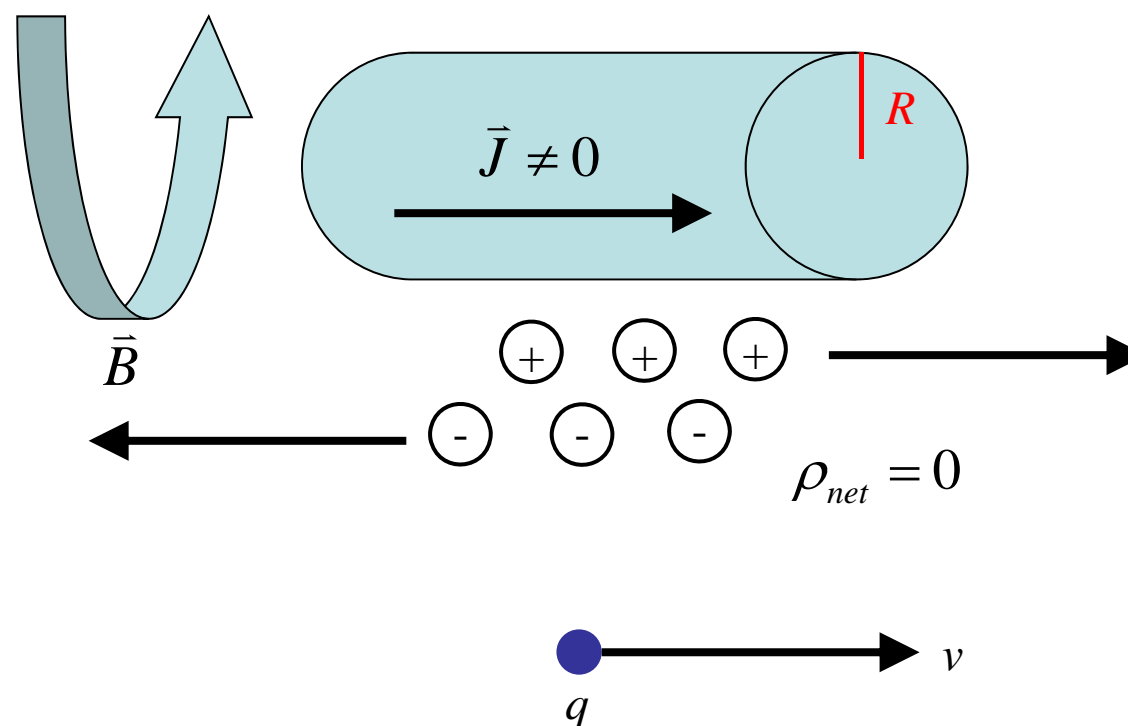 R
J⃗ ≠ 0
B⃗
+ + +
- - -
ρnet = 0
v
q